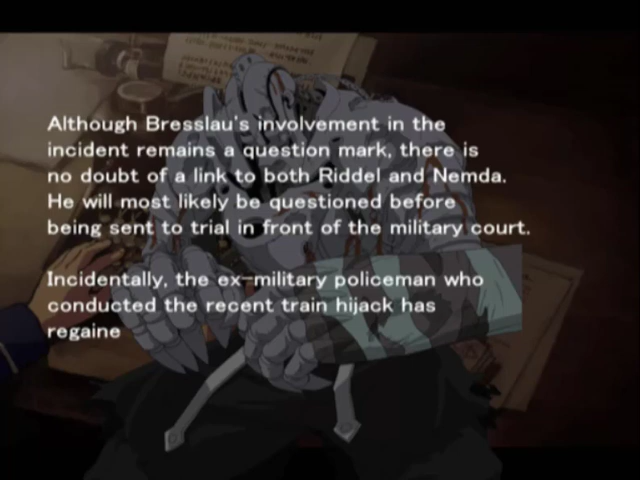 Although Bresslau's involvement in the
incident remains a question mark, there is
no doubt of a link to both Riddel and Nemda.
He will most likely be questioned before
being sent to trial in front of the military court.
Incidentally, the ex-military policeman who
conducted the recent train hijack has
regaine